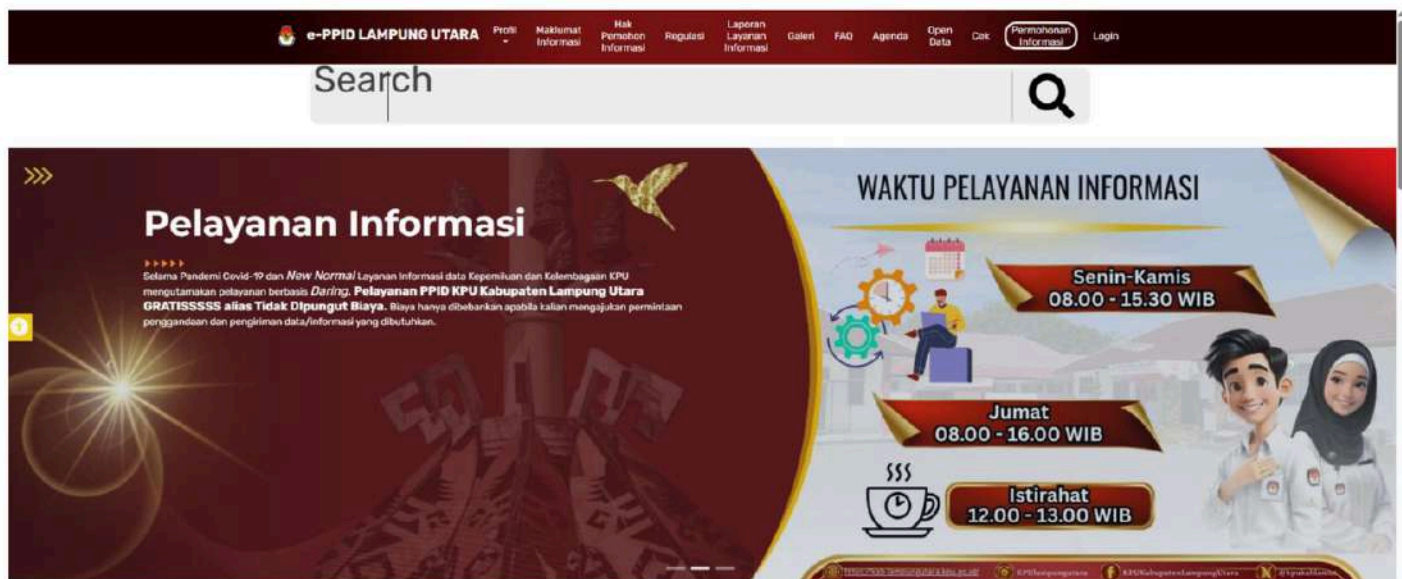 e-PPID LAMPUNG UTARA
Profil
Maklumat
Informasi
Hak
Pemohon
Informasi
Regulasi
Laporan
Layanan
Informasi
Galeri
FAQ
Agenda
Open
Data
Cek
Permohonan
Informasi
Login
Search
Pelayanan Informasi
Selama Pandemi Covid-19 dan New Normal Layanan Informasi data Kepemiluan dan Kelembagaan KPU
mengutamakan pelayanan berbasis Daring. Pelayanan PPID KPU Kabupaten Lampung Utara
GRATISSSSS alias Tidak Dipungut Biaya. Biaya hanya dibebankan apabila kalian mengajukan permintaan
penggandaan dan pengiriman data/informasi yang dibutuhkan.
WAKTU PELAYANAN INFORMASI
Senin-Kamis
08.00 - 15.30 WIB
Jumat
08.00 - 16.00 WIB
Istirahat
12.00 - 13.00 WIB
KPUKabupatenLampungUtara